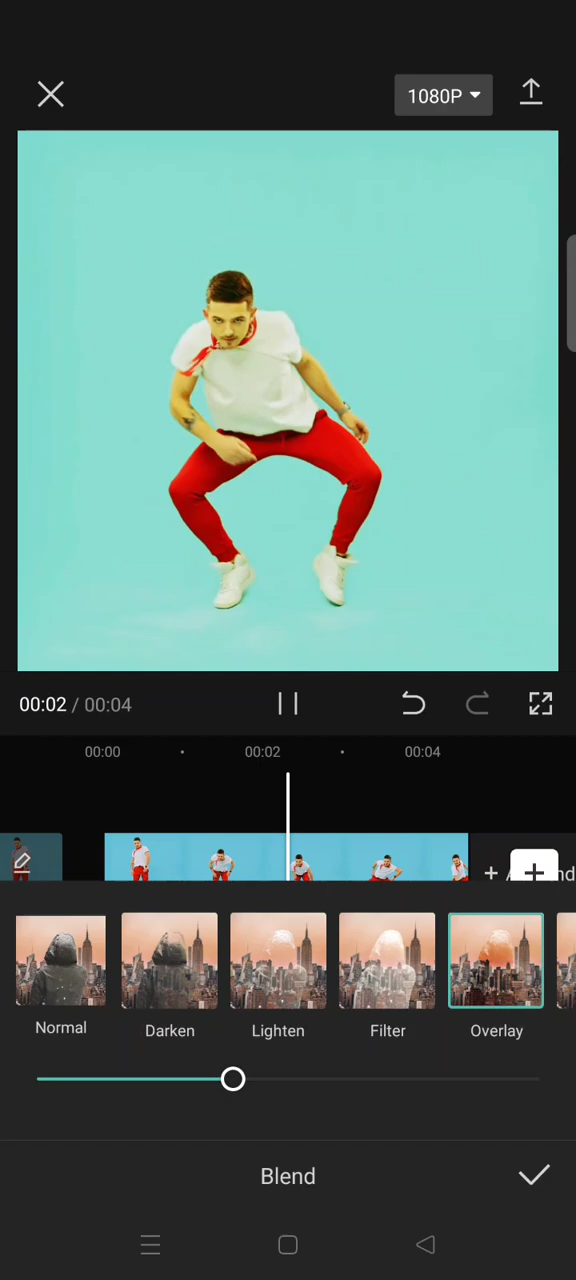 1080P
00:02 / 00:04
00:00
00:02
00:04
Normal
Darken
Lighten
Filter
Overlay
Blend